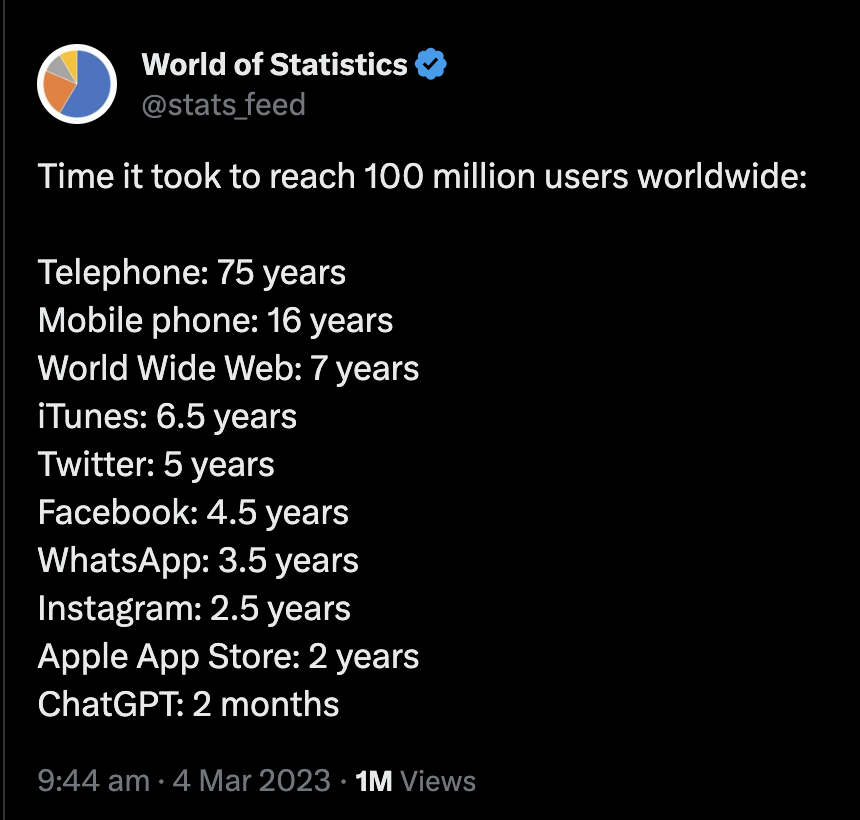 World of Statistics
@stats_feed
Time it took to reach 100 million users worldwide:
Telephone: 75 years
Mobile phone: 16 years
World Wide Web: 7 years
iTunes: 6.5 years
Twitter: 5 years
Facebook: 4.5 years
WhatsApp: 3.5 years
Instagram: 2.5 years
Apple App Store: 2 years
ChatGPT: 2 months
9:44 am · 4 Mar 2023 · 1M Views